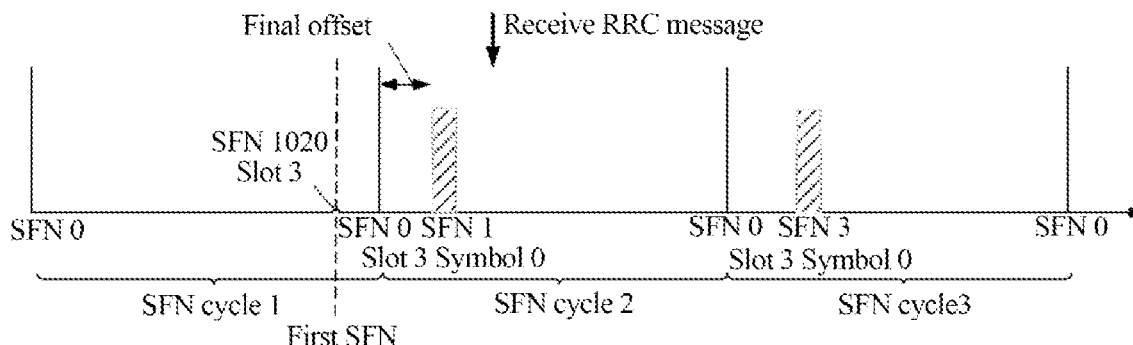 Final offset
Receive RRC message
SFN 1020
Slot 3
SFN 0
SFN 0 SFN 1
SFN 0 SFN 3
SFN 0
Slot 3 Symbol 0
Slot 3 Symbol 0
SFN cycle 1
SFN cycle 2
SFN cycle3
First SFN